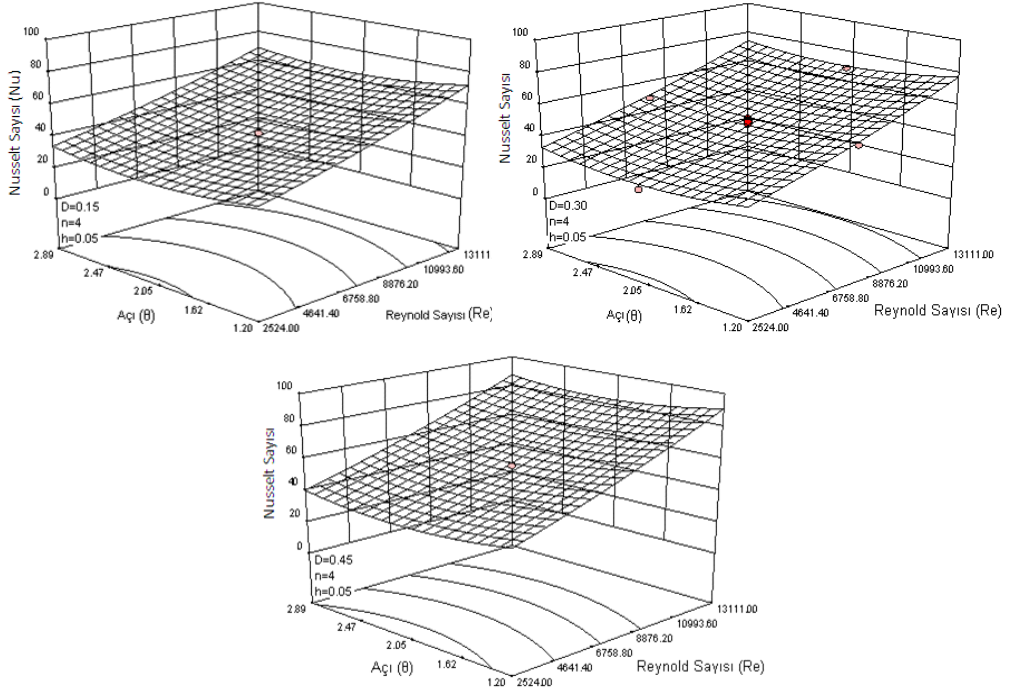 100
80
60
40
20
0
Nusselt Sayısı (Nu)
D=0.15
n=4
h=0.05
2.89
2.47
2.05
1.62
1.20
Açı (θ)
2524.00
4641.40
6758.80
8876.20
10993.60
13111
Reynold Sayısı (Re)
100
80
60
40
20
0
Nusselt Sayısı
D=0.30
n=4
h=0.05
2.89
2.47
2.05
1.62
1.20
Açı (θ)
2524.00
4641.40
6758.80
8876.20
10993.60
13111.00
Reynold Sayısı (Re)
100
80
60
40
20
0
Nusselt Sayısı
D=0.45
n=4
h=0.05
2.89
2.47
2.05
1.62
1.20
Açı (θ)
2524.00
4641.40
6758.80
8876.20
10993.60
13111.00
Reynold Sayısı (Re)